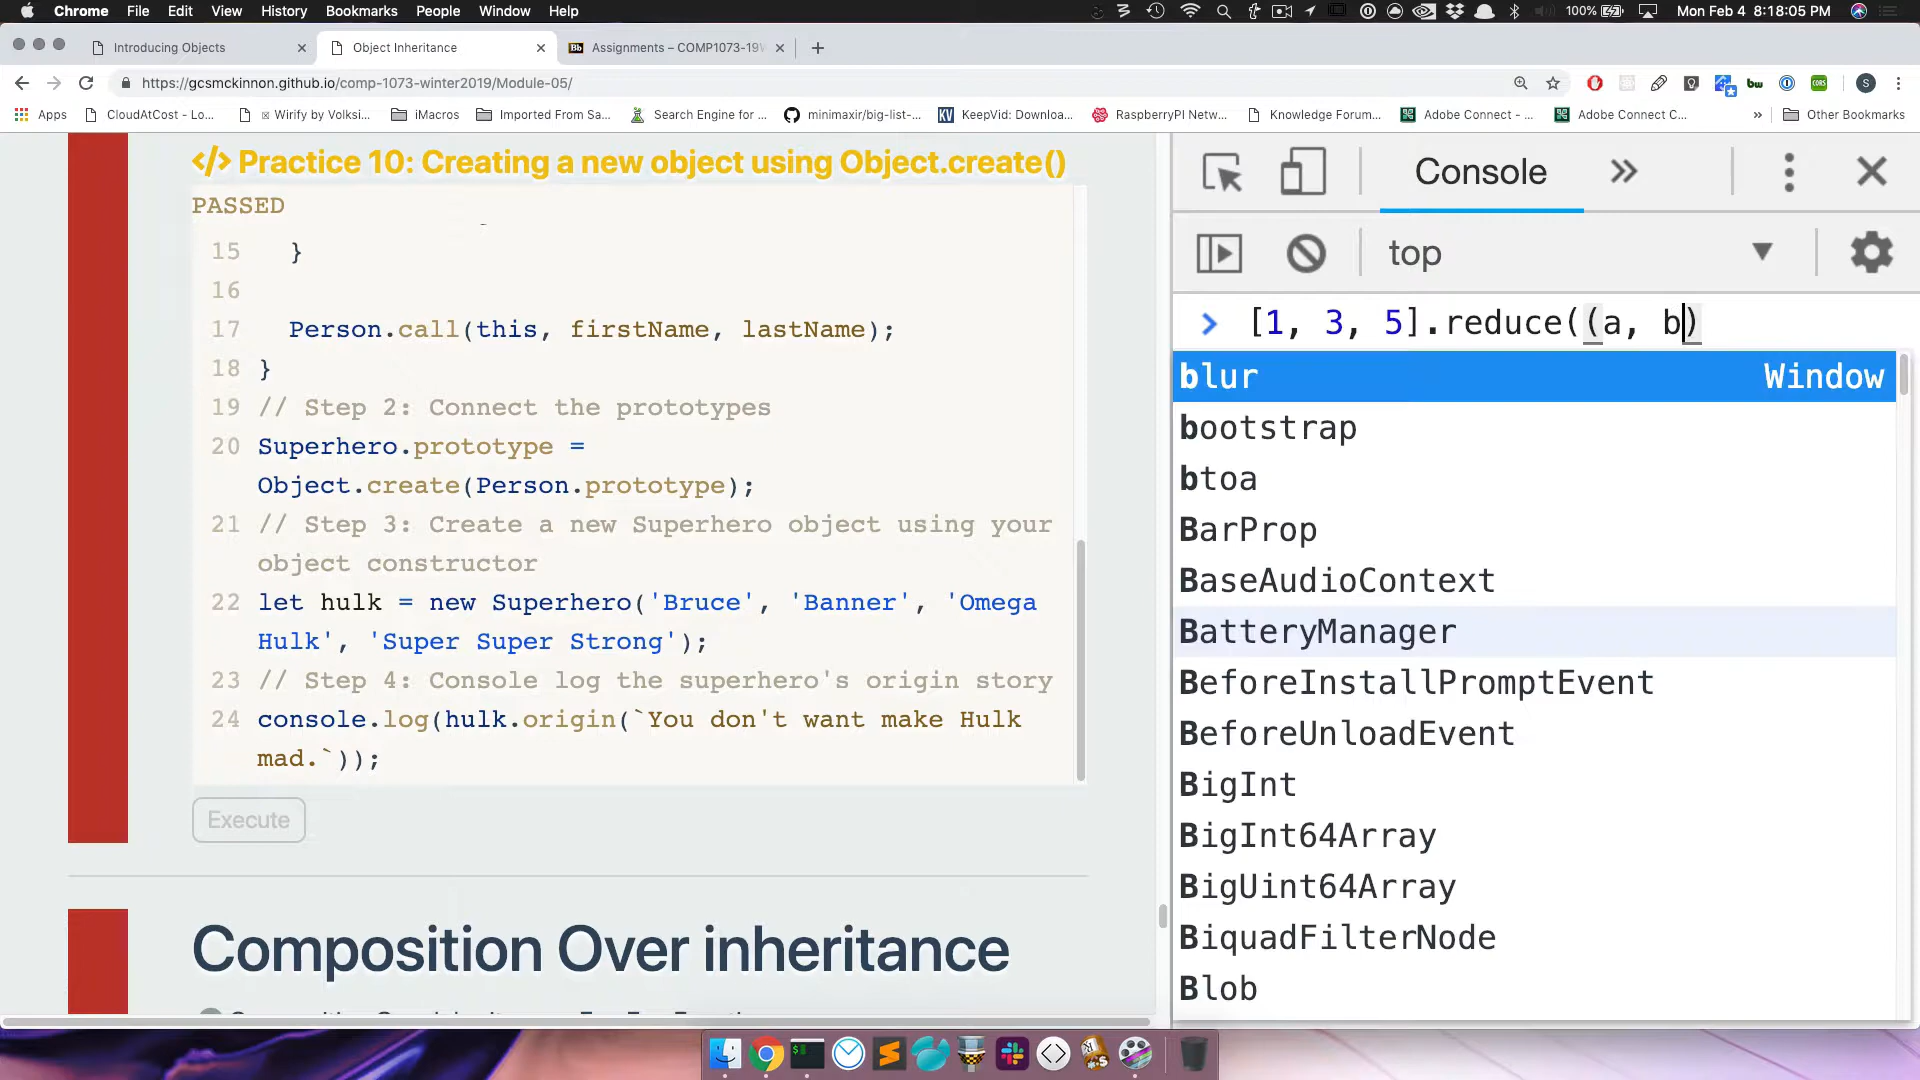 Chrome File Edit View History Bookmarks People Window Help 100% Mon Feb 4 8:18:05 PM
Introducing Objects Object Inheritance Bb Assignments – COMP1073-19W
https://gcsmckinnon.github.io/comp-1073-winter2019/Module-05/
Apps CloudAtCost - Lo... Wirify by Volksi... iMacros Imported From Sa... Search Engine for ... minimaxir/big-list-... KeepVid: Downloa... RaspberryPI Netw... Knowledge Forum... Adobe Connect - ... Adobe Connect C... » Other Bookmarks
</> Practice 10: Creating a new object using Object.create()
PASSED
15 }
16
17 Person.call(this, firstName, lastName);
18 }
19 // Step 2: Connect the prototypes
20 Superhero.prototype =
Object.create(Person.prototype);
21 // Step 3: Create a new Superhero object using your
object constructor
22 let hulk = new Superhero('Bruce', 'Banner', 'Omega
Hulk', 'Super Super Strong');
23 // Step 4: Console log the superhero's origin story
24 console.log(hulk.origin(`You don't want make Hulk
mad.`));
Execute
Composition Over inheritance
Console »
top
> [1, 3, 5].reduce((a, b)
blur Window
bootstrap
btoa
BarProp
BaseAudioContext
BatteryManager
BeforeInstallPromptEvent
BeforeUnloadEvent
BigInt
BigInt64Array
BigUint64Array
BiquadFilterNode
Blob